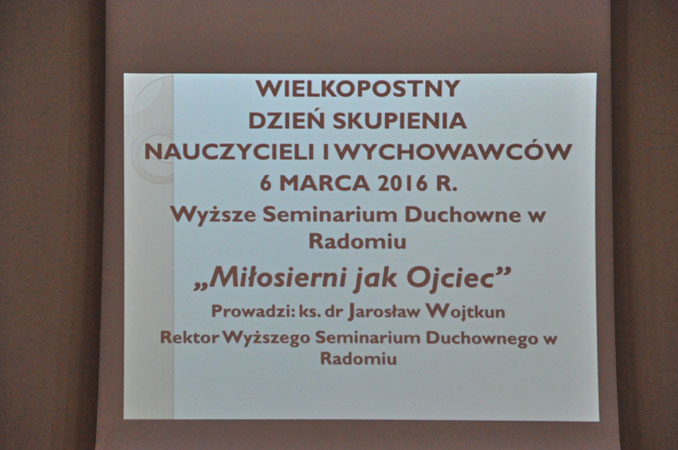 WIELKOPOSTNY
DZIEŃ SKUPIENIA
NAUCZYCIELI I WYCHOWAWCÓW
6 MARCA 2016 R.
Wyższe Seminarium Duchowne w
Radomiu
„Miłosierni jak Ojciec”
Prowadzi: ks. dr Jarosław Wojtkun
Rektor Wyższego Seminarium Duchownego w
Radomiu